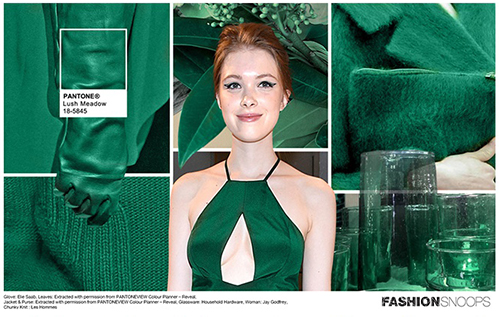 PANTONE®
Lush Meadow
18-5845
Glove: Elie Saab, Leaves: Extracted with permission from PANTONEVIEW Colour Planner – Reveal,
Jacket & Purse: Extracted with permission from PANTONEVIEW Colour Planner – Reveal, Glassware: Household Hardware, Woman: Jay Godfrey,
Chunky Knit : Les Hommes
FASHIONSNOOPS